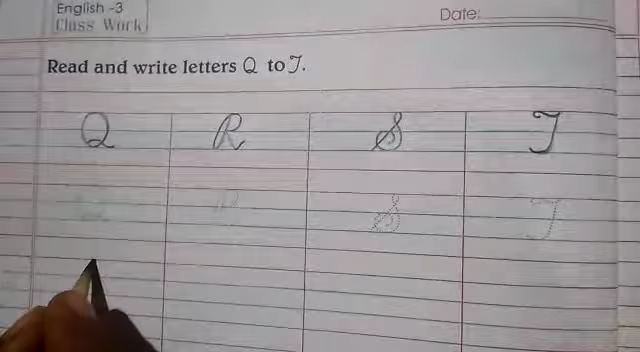 English -3
Class Work
Date:
Read and write letters Q to T.
Q R S T
S T